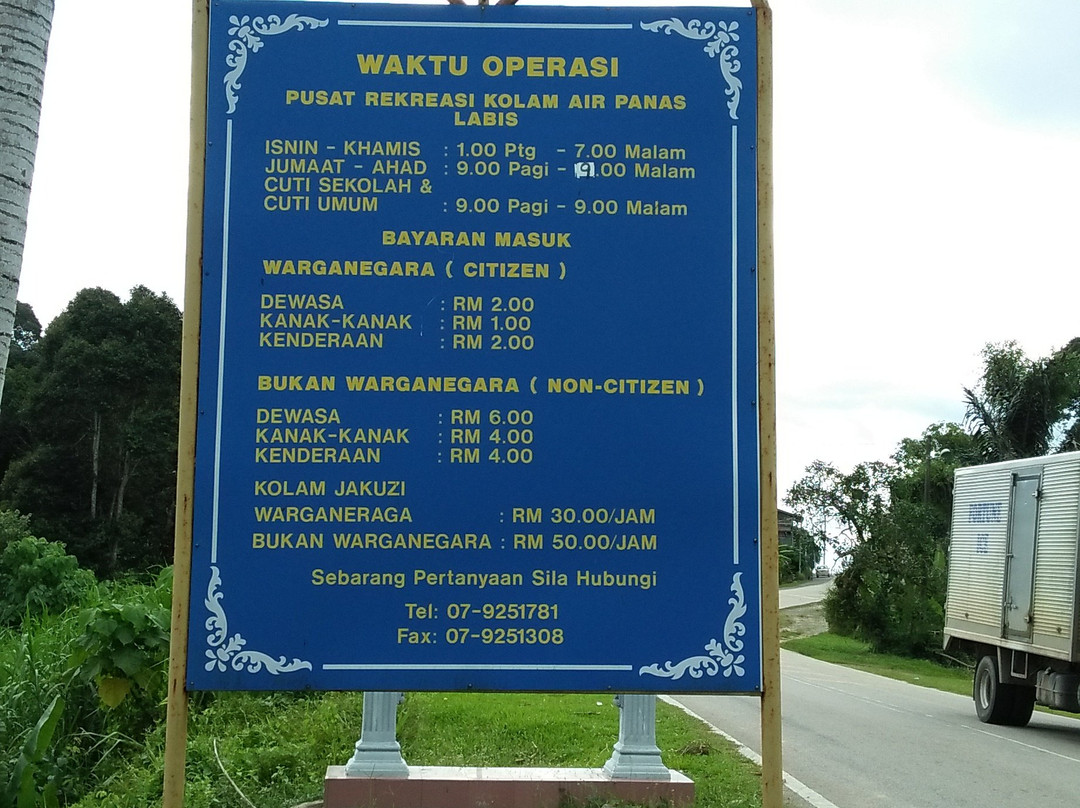 WAKTU OPERASI
PUSAT REKREASI KOLAM AIR PANAS
LABIS
ISNIN - KHAMIS : 1.00 Ptg - 7.00 Malam
JUMAAT - AHAD : 9.00 Pagi - 9.00 Malam
CUTI SEKOLAH &
CUTI UMUM : 9.00 Pagi - 9.00 Malam
BAYARAN MASUK
WARGANEGARA ( CITIZEN )
DEWASA : RM 2.00
KANAK-KANAK : RM 1.00
KENDERAAN : RM 2.00
BUKAN WARGANEGARA ( NON-CITIZEN )
DEWASA : RM 6.00
KANAK-KANAK : RM 4.00
KENDERAAN : RM 4.00
KOLAM JAKUZI
WARGANERAGA : RM 30.00/JAM
BUKAN WARGANEGARA : RM 50.00/JAM
Sebarang Pertanyaan Sila Hubungi
Tel: 07-9251781
Fax: 07-9251308